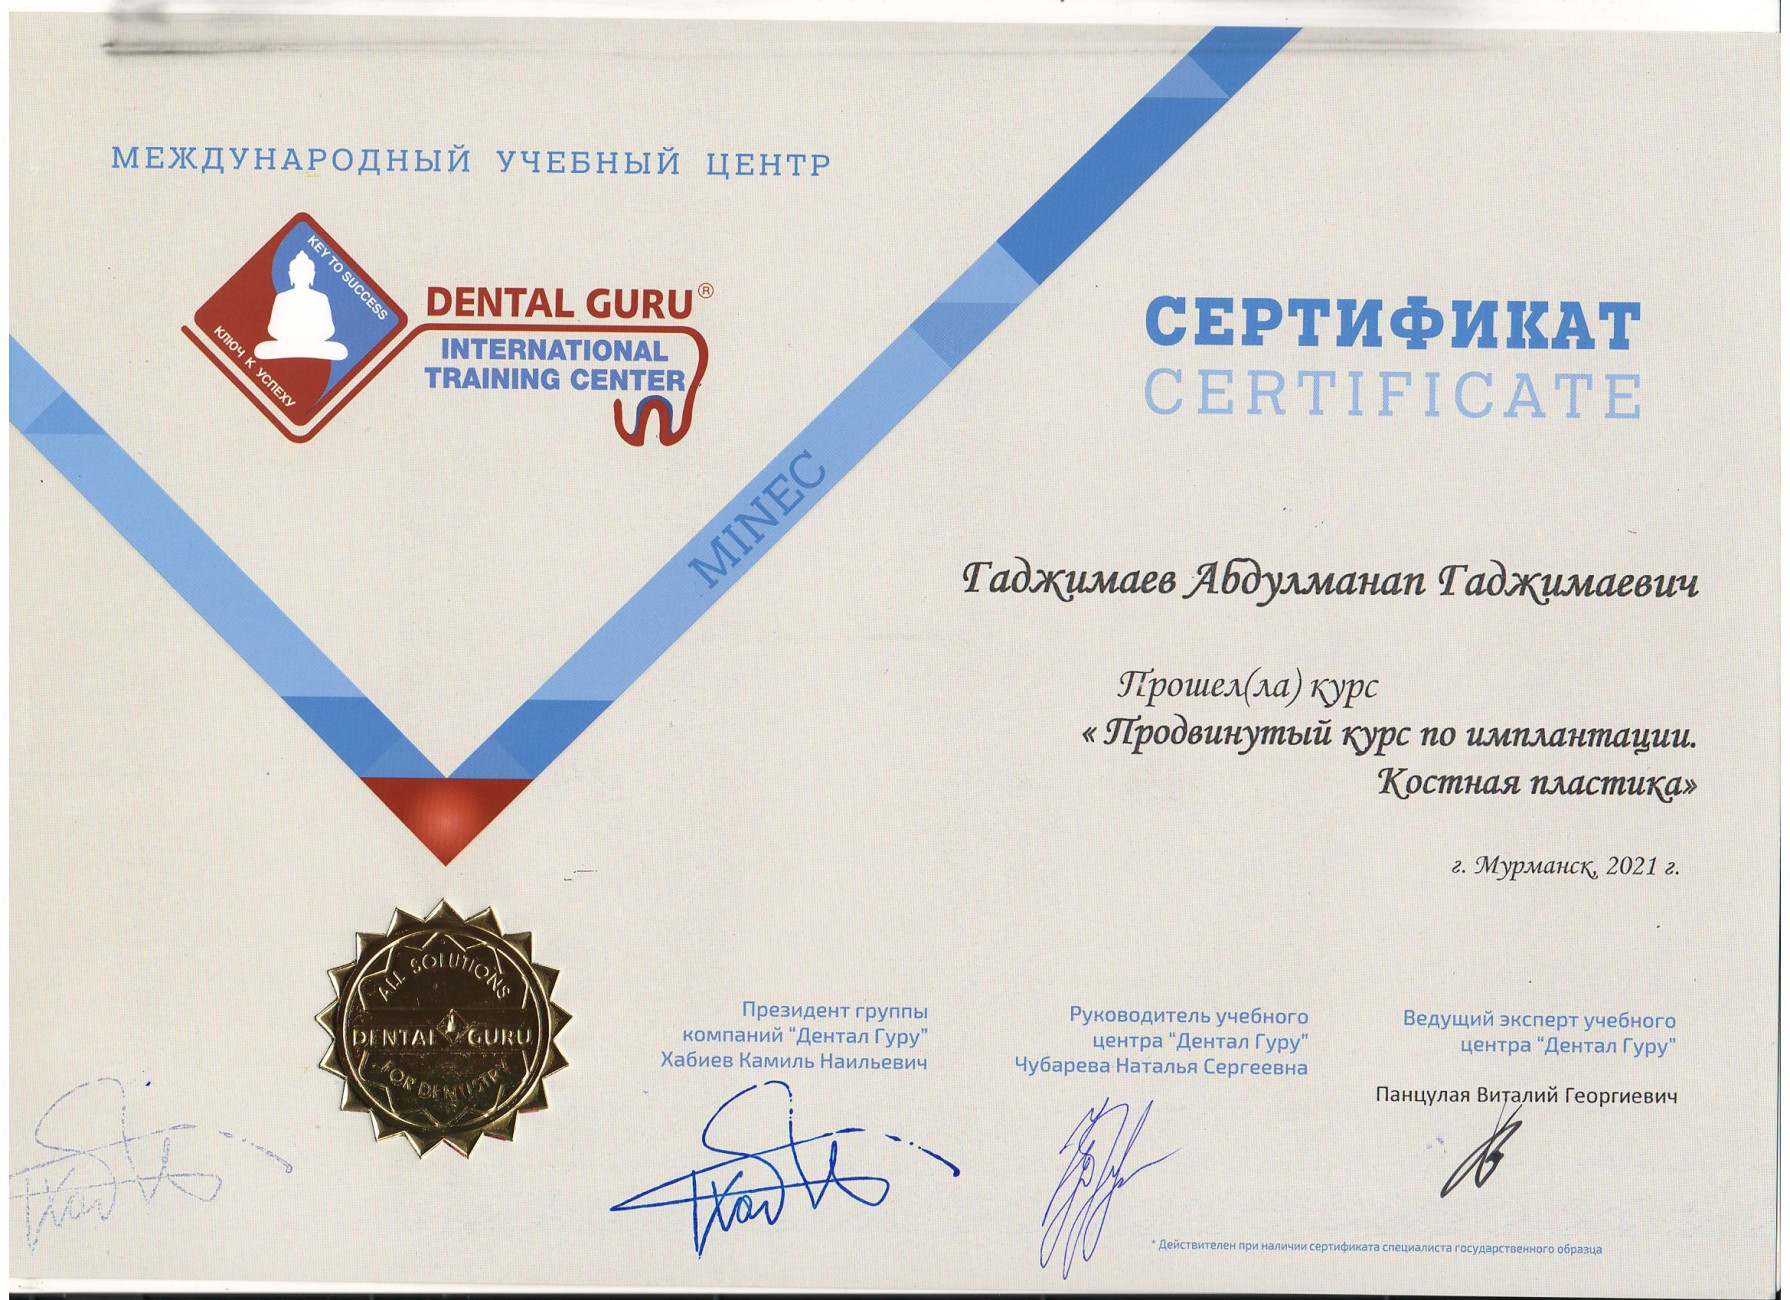 МЕЖДУНАРОДНЫЙ УЧЕБНЫЙ ЦЕНТР
KEY TO SUCCESS
КЛЮЧ К УСПЕХУ
DENTAL GURU®
INTERNATIONAL
TRAINING CENTER
MINEC
СЕРТИФИКАТ
CERTIFICATE
Гаджимаев Абдулманап Гаджимаевич
Прошел(ла) курс
« Продвинутый курс по имплантации.
Костная пластика»
г. Мурманск, 2021 г.
ALL SOLUTIONS
DENTAL GURU
FOR DENTISTRY
Президент группы
компаний “Дентал Гуру”
Хабиев Камиль Наильевич
Руководитель учебного
центра “Дентал Гуру”
Чубарева Наталья Сергеевна
Ведущий эксперт учебного
центра “Дентал Гуру”
Панцулая Виталий Георгиевич
* Действителен при наличии сертификата специалиста государственного образца